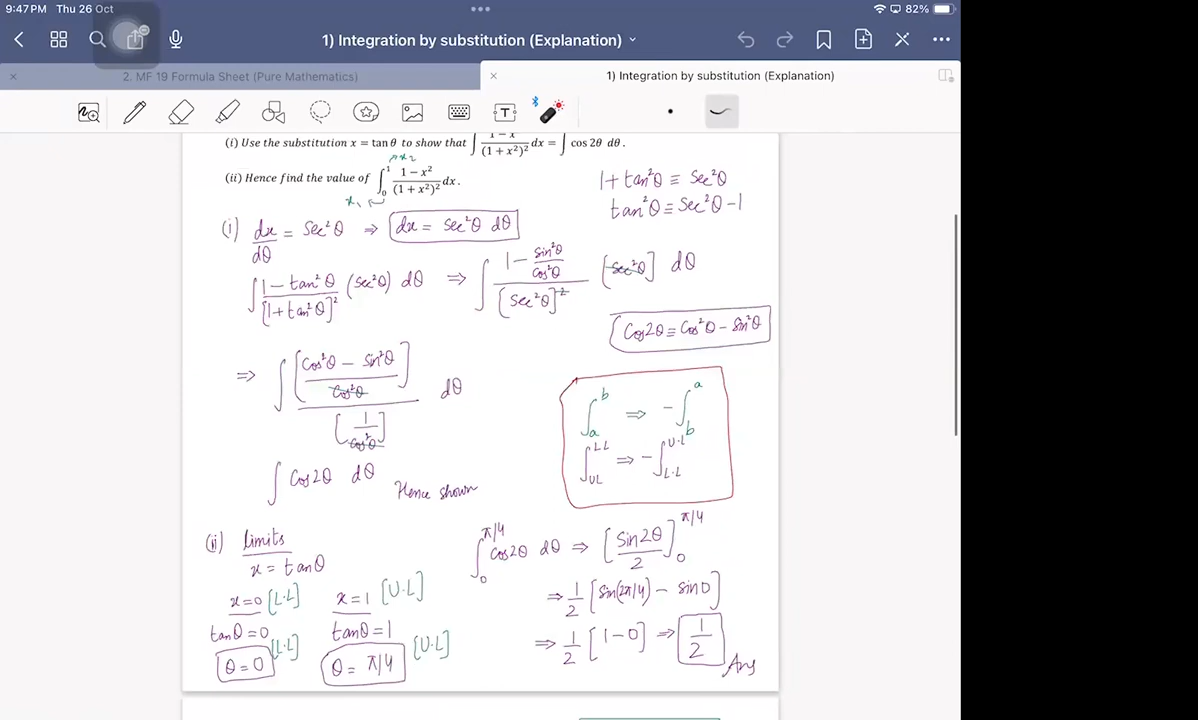 9:47 PM Thu 26 Oct
82%
1) Integration by substitution (Explanation)
2. MF 19 Formula Sheet (Pure Mathematics)
1) Integration by substitution (Explanation)
(i) Use the substitution x = tan θ to show that ∫ 1 − x² / (1 + x²)² dx = ∫ cos 2θ dθ .
→ x₂
(ii) Hence find the value of ∫₀¹ 1 − x² / (1 + x²)² dx .
x₁
1 + tan²θ ≡ Sec²θ
tan²θ ≡ Sec²θ − 1
(i) dx/dθ = Sec²θ ⇒ dx = Sec²θ dθ
∫ 1 − tan²θ / [1 + tan²θ]² (Sec²θ) dθ ⇒ ∫ 1 − Sin²θ/Cos²θ / [Sec²θ]² [Sec²θ] dθ
Cos2θ ≡ Cos²θ − Sin²θ
⇒ ∫ [Cos²θ − Sin²θ / Cos²θ] / [1 / Cos²θ] dθ
∫ₐᵇ ⇒ − ∫_b^a
∫_UL^LL ⇒ − ∫_L.L^U.L
∫ Cos2θ dθ Hence shown
(ii) limits
x = tanθ
x = 0 [L.L] x = 1 [U.L]
tanθ = 0 tanθ = 1
θ = 0 [L.L] θ = π/4 [U.L]
∫₀^π/4 cos2θ dθ ⇒ [Sin2θ / 2]₀^π/4
⇒ 1/2 [Sin(2π/4) − Sin0]
⇒ 1/2 [1 − 0] ⇒ 1/2
Ans